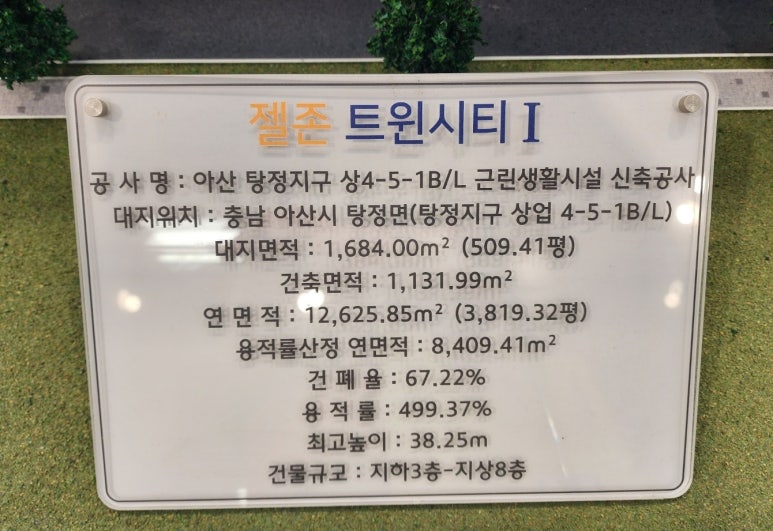 젤존 트윈시티 I
공 사 명 : 아산 탕정지구 상4-5-1B/L 근린생활시설 신축공사
대지위치 : 충남 아산시 탕정면(탕정지구 상업 4-5-1B/L)
대지면적 : 1,684.00m² (509.41평)
건축면적 : 1,131.99m²
연 면 적 : 12,625.85m² (3,819.32평)
용적률산정 연면적 : 8,409.41m²
건 폐 율 : 67.22%
용 적 률 : 499.37%
최고높이 : 38.25m
건물규모 : 지하3층-지상8층